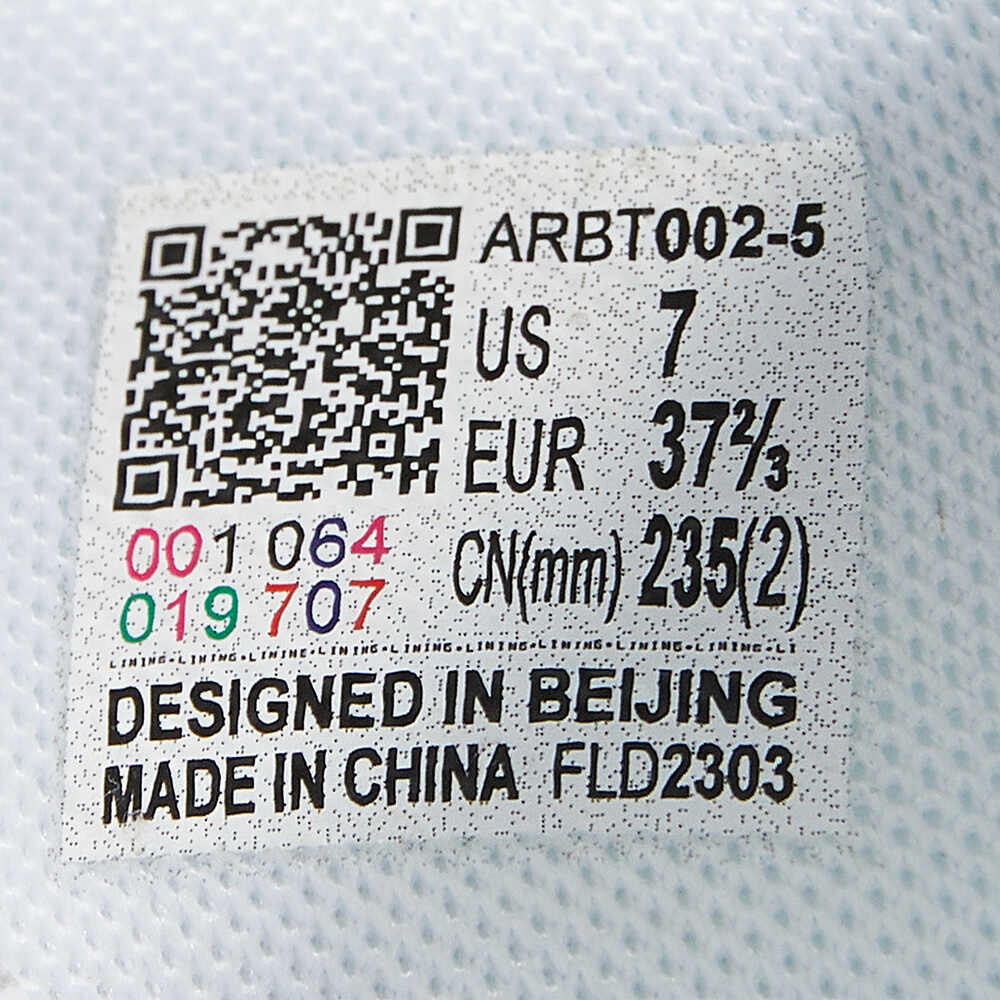 ARBT002-5
US 7
EUR 37⅔
CN(mm) 235(2)
001 064
019 707
LINING•LINING•LINING•LINING•LINING•LINING•LINING•LINING•LINING•LI
DESIGNED IN BEIJING
MADE IN CHINA FLD2303